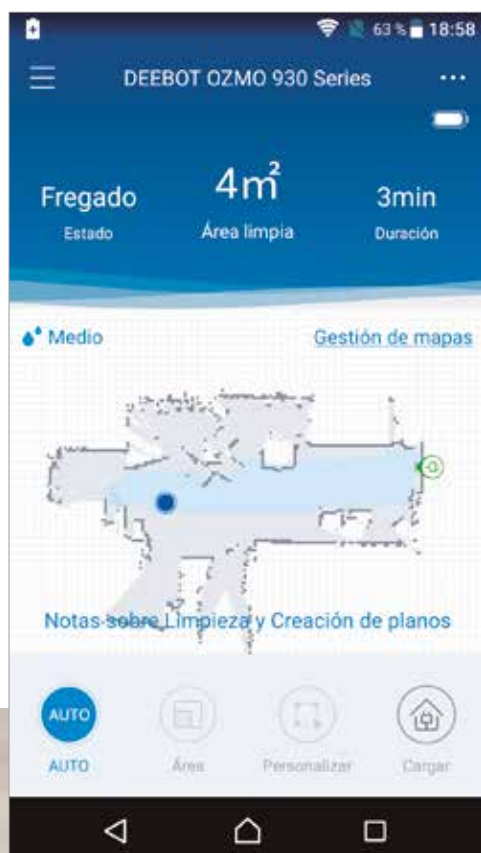 63 % 18:58
DEEBOT OZMO 930 Series
Fregado 4m² 3min
Estado Área limpia Duración
Medio Gestión de mapas
Notas sobre Limpieza y Creación de planos
AUTO
AUTO Área Personalizar Cargar